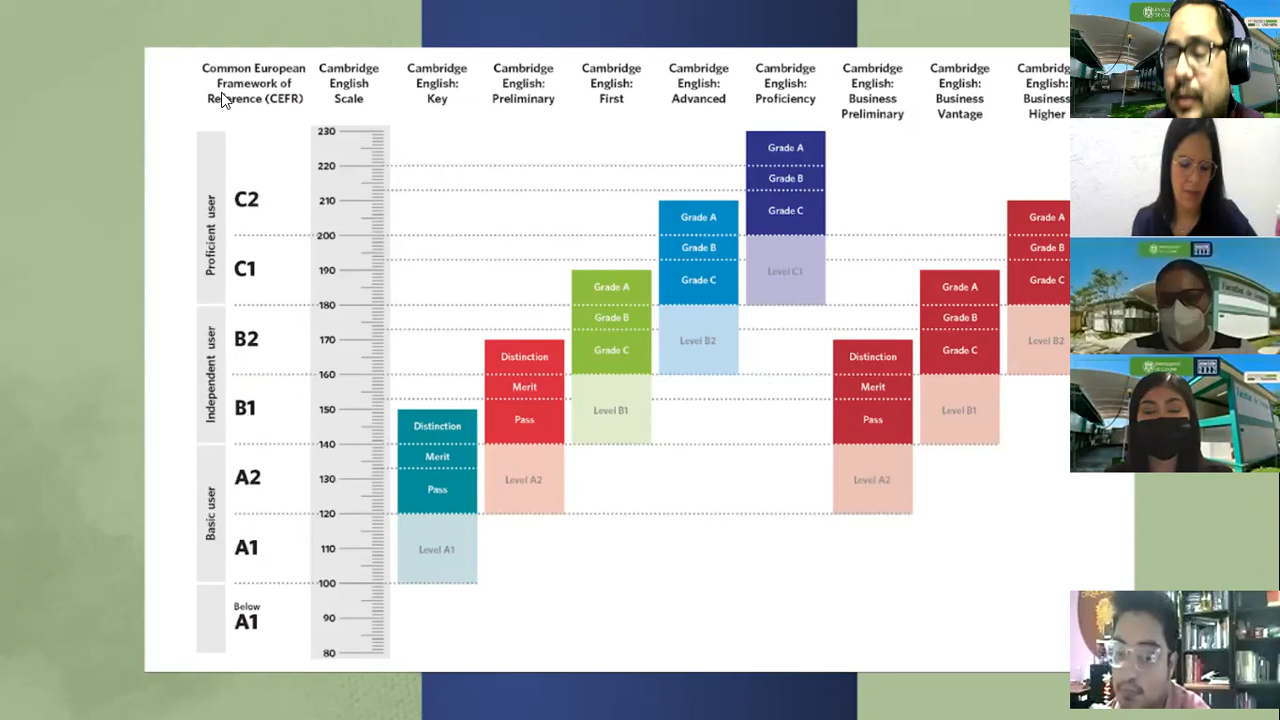 Common European
Framework of
Reference (CEFR)
Cambridge
English
Scale
Cambridge
English:
Key
Cambridge
English:
Preliminary
Cambridge
English:
First
Cambridge
English:
Advanced
Cambridge
English:
Proficiency
Cambridge
English:
Business
Preliminary
Cambridge
English:
Business
Vantage
Cambridg
English:
Business
Higher
Proficient user
Independent user
Basic user
C2
C1
B2
B1
A2
A1
Below
A1
230
220
210
200
190
180
170
160
150
140
130
120
110
100
90
80
Distinction
Merit
Pass
Level A1
Distinction
Merit
Pass
Level A2
Grade A
Grade B
Grade C
Level B1
Grade A
Grade B
Grade C
Level B2
Grade A
Grade B
Grade C
Level C1
Distinction
Merit
Pass
Level A2
Grade A
Grade B
Grade C
Level B1
Grade A
Grade B
Grade C
Level B2